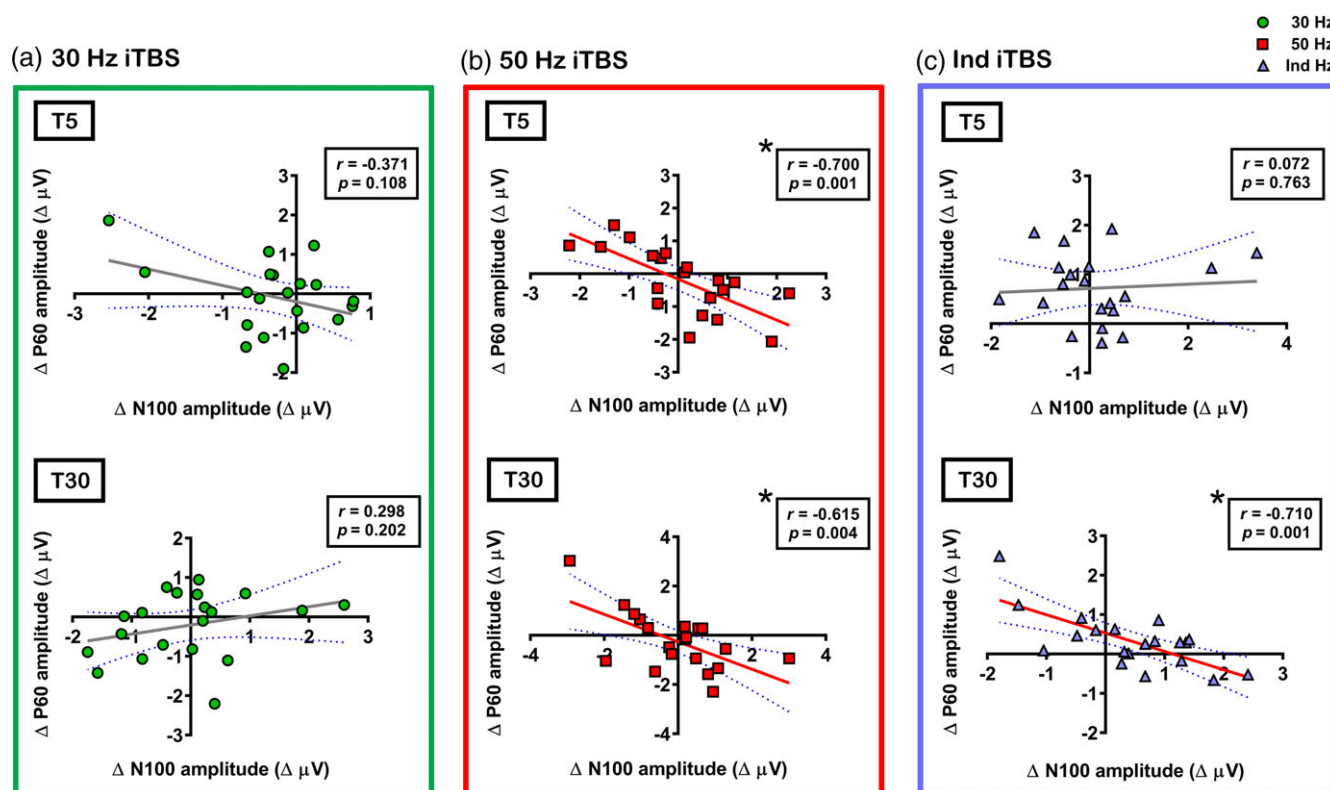 30 Hz
50 Hz
Ind Hz
(a) 30 Hz iTBS
T5
r = -0.371
p = 0.108
Δ P60 amplitude (Δ μV)
3
2
1
-1
-2
-3
-2
-1
1
Δ N100 amplitude (Δ μV)
T30
r = 0.298
p = 0.202
Δ P60 amplitude (Δ μV)
2
1
-1
-2
-3
-2
-1
1
2
3
Δ N100 amplitude (Δ μV)
(b) 50 Hz iTBS
T5
*
r = -0.700
p = 0.001
Δ P60 amplitude (Δ μV)
3
2
1
-1
-2
-3
-3
-2
-1
1
2
3
Δ N100 amplitude (Δ μV)
T30
*
r = -0.615
p = 0.004
Δ P60 amplitude (Δ μV)
4
2
-2
-4
-4
-2
2
4
Δ N100 amplitude (Δ μV)
(c) Ind iTBS
T5
r = 0.072
p = 0.763
Δ P60 amplitude (Δ μV)
3
2
1
-1
-2
2
4
Δ N100 amplitude (Δ μV)
T30
*
r = -0.710
p = 0.001
Δ P60 amplitude (Δ μV)
3
2
1
-1
-2
-2
-1
1
2
3
Δ N100 amplitude (Δ μV)